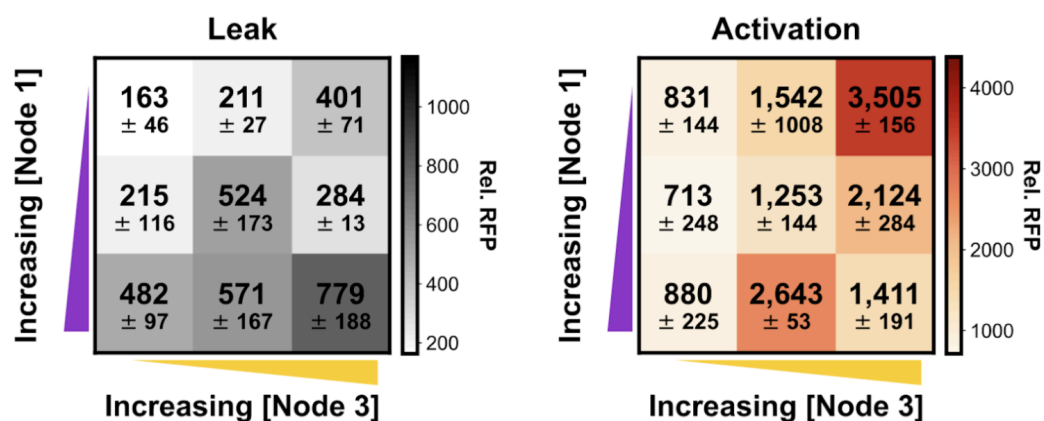 Leak
Increasing [Node 1]
163 211 401
± 46 ± 27 ± 71
215 524 284
± 116 ± 173 ± 13
482 571 779
± 97 ± 167 ± 188
Increasing [Node 3]
1000
800
600
400
200
Rel. RFP
Activation
Increasing [Node 1]
831 1,542 3,505
± 144 ± 1008 ± 156
713 1,253 2,124
± 248 ± 144 ± 284
880 2,643 1,411
± 225 ± 53 ± 191
Increasing [Node 3]
4000
3000
2000
1000
Rel. RFP